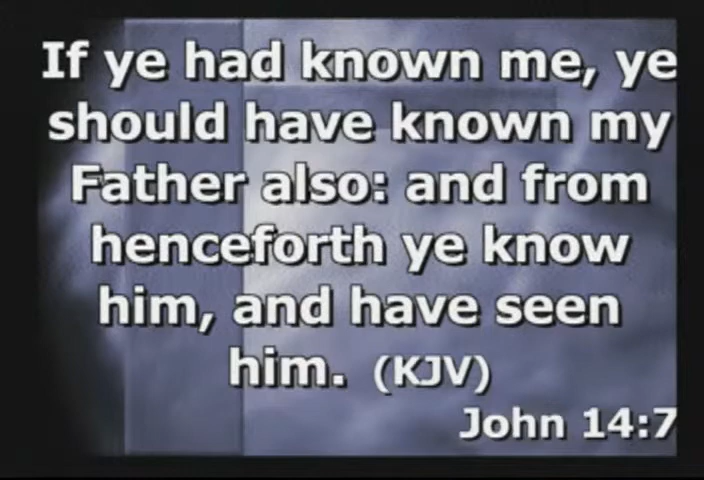 If ye had known me, ye
should have known my
Father also: and from
henceforth ye know
him, and have seen
him. (KJV)
John 14:7